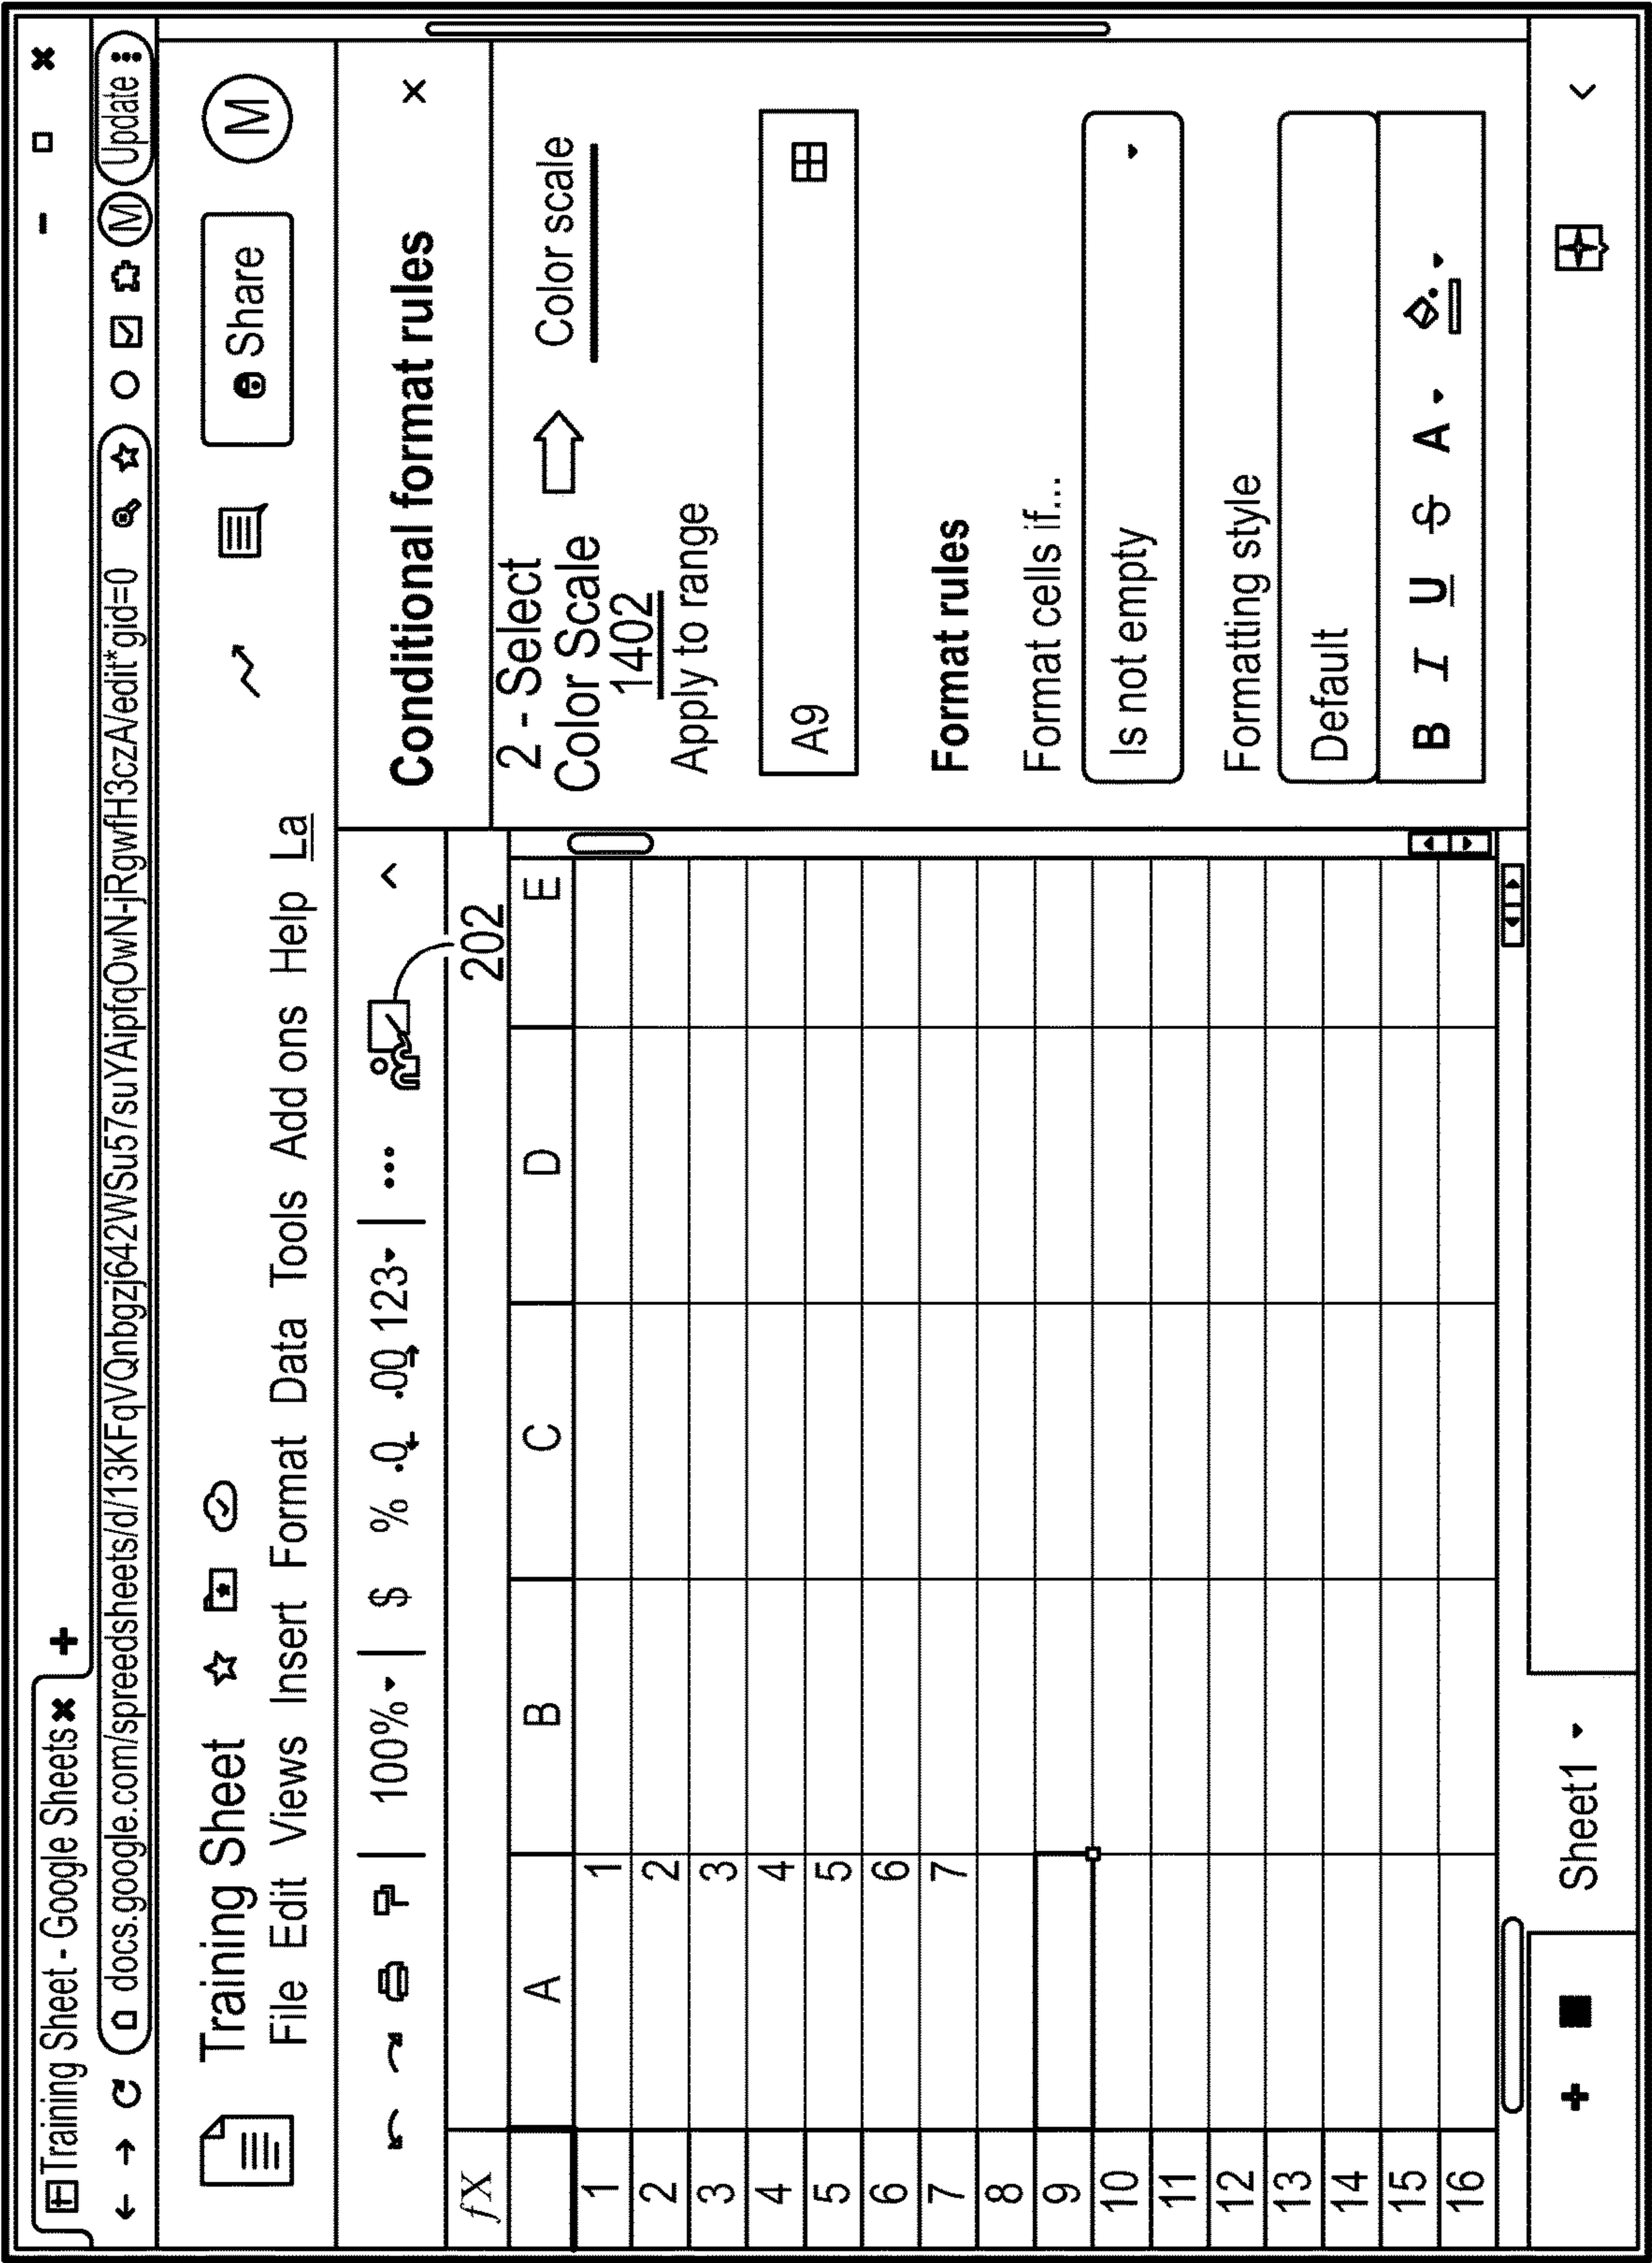 Training Sheet - Google Sheets
docs.google.com/spreedsheets/d/13KFqVQnbgzj642WSu57suYAipfqOwN-jRgwfH3czA/edit*gid=0
M
Update
Training Sheet
Share
M
File Edit Views Insert Format Data Tools Add ons Help La
100% $ % .0 .00 123 ...
202
fX
A B C D E
1 1
2 2
3 3
4 4
5 5
6 6
7 7
8
9
10
11
12
13
14
15
16
Conditional format rules
2 - Select
Color Scale
1402
Color scale
Apply to range
A9
Format rules
Format cells if...
Is not empty
Formatting style
Default
B I U S A
Sheet1